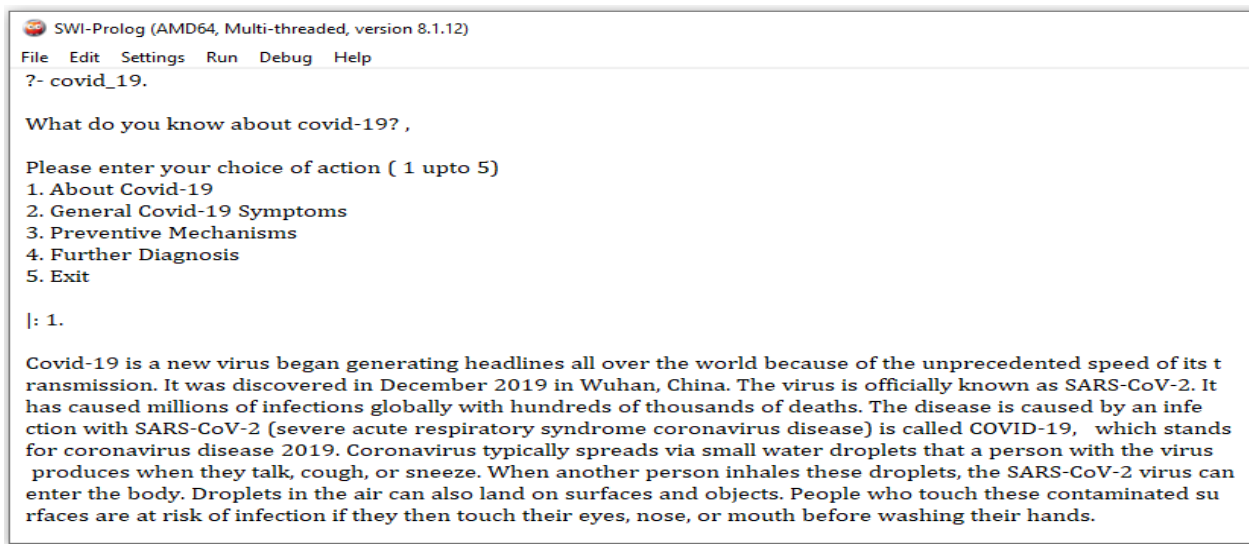 SWI-Prolog (AMD64, Multi-threaded, version 8.1.12)
File Edit Settings Run Debug Help
?- covid_19.
What do you know about covid-19? ,
Please enter your choice of action ( 1 upto 5)
1. About Covid-19
2. General Covid-19 Symptoms
3. Preventive Mechanisms
4. Further Diagnosis
5. Exit
|: 1.
Covid-19 is a new virus began generating headlines all over the world because of the unprecedented speed of its t
ransmission. It was discovered in December 2019 in Wuhan, China. The virus is officially known as SARS-CoV-2. It
has caused millions of infections globally with hundreds of thousands of deaths. The disease is caused by an infe
ction with SARS-CoV-2 (severe acute respiratory syndrome coronavirus disease) is called COVID-19, which stands
for coronavirus disease 2019. Coronavirus typically spreads via small water droplets that a person with the virus
produces when they talk, cough, or sneeze. When another person inhales these droplets, the SARS-CoV-2 virus can
enter the body. Droplets in the air can also land on surfaces and objects. People who touch these contaminated su
rfaces are at risk of infection if they then touch their eyes, nose, or mouth before washing their hands.